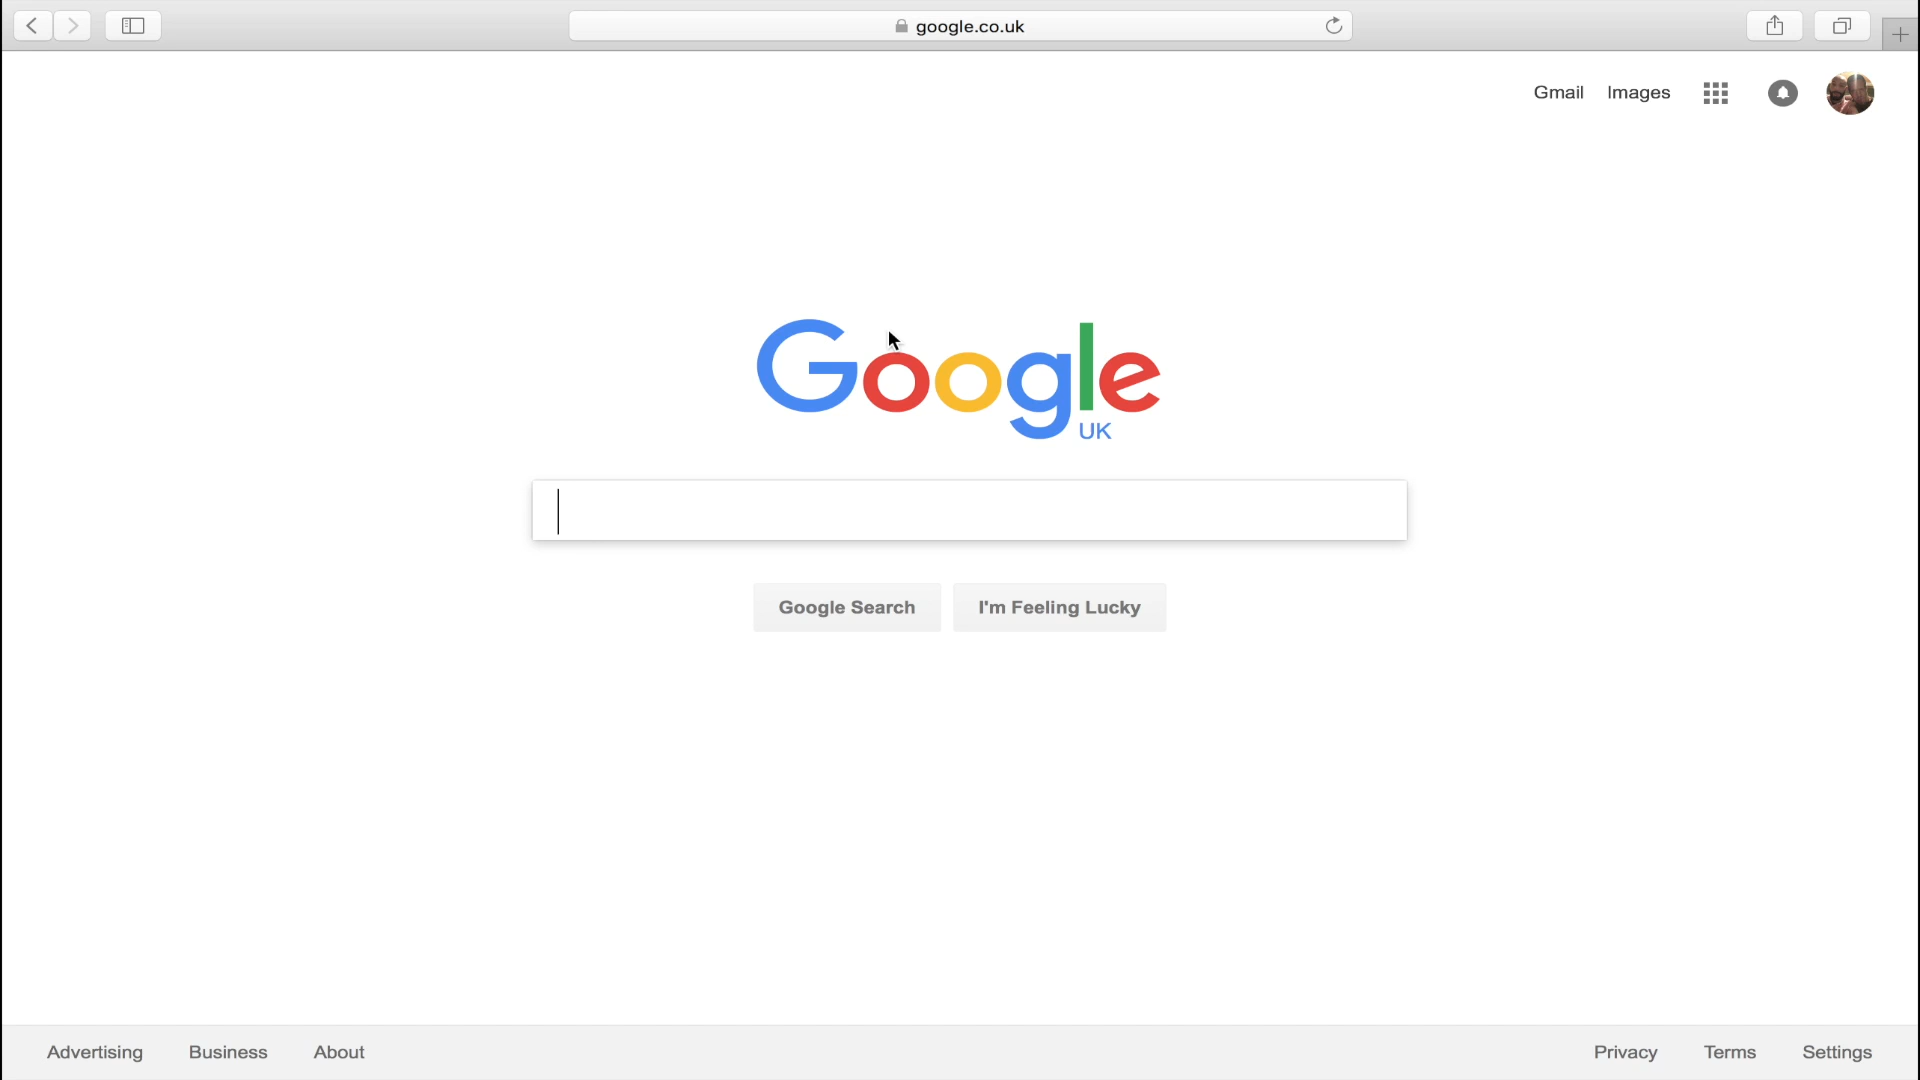 google.co.uk
Gmail Images
Google
UK
Google Search I'm Feeling Lucky
Advertising Business About Privacy Terms Settings